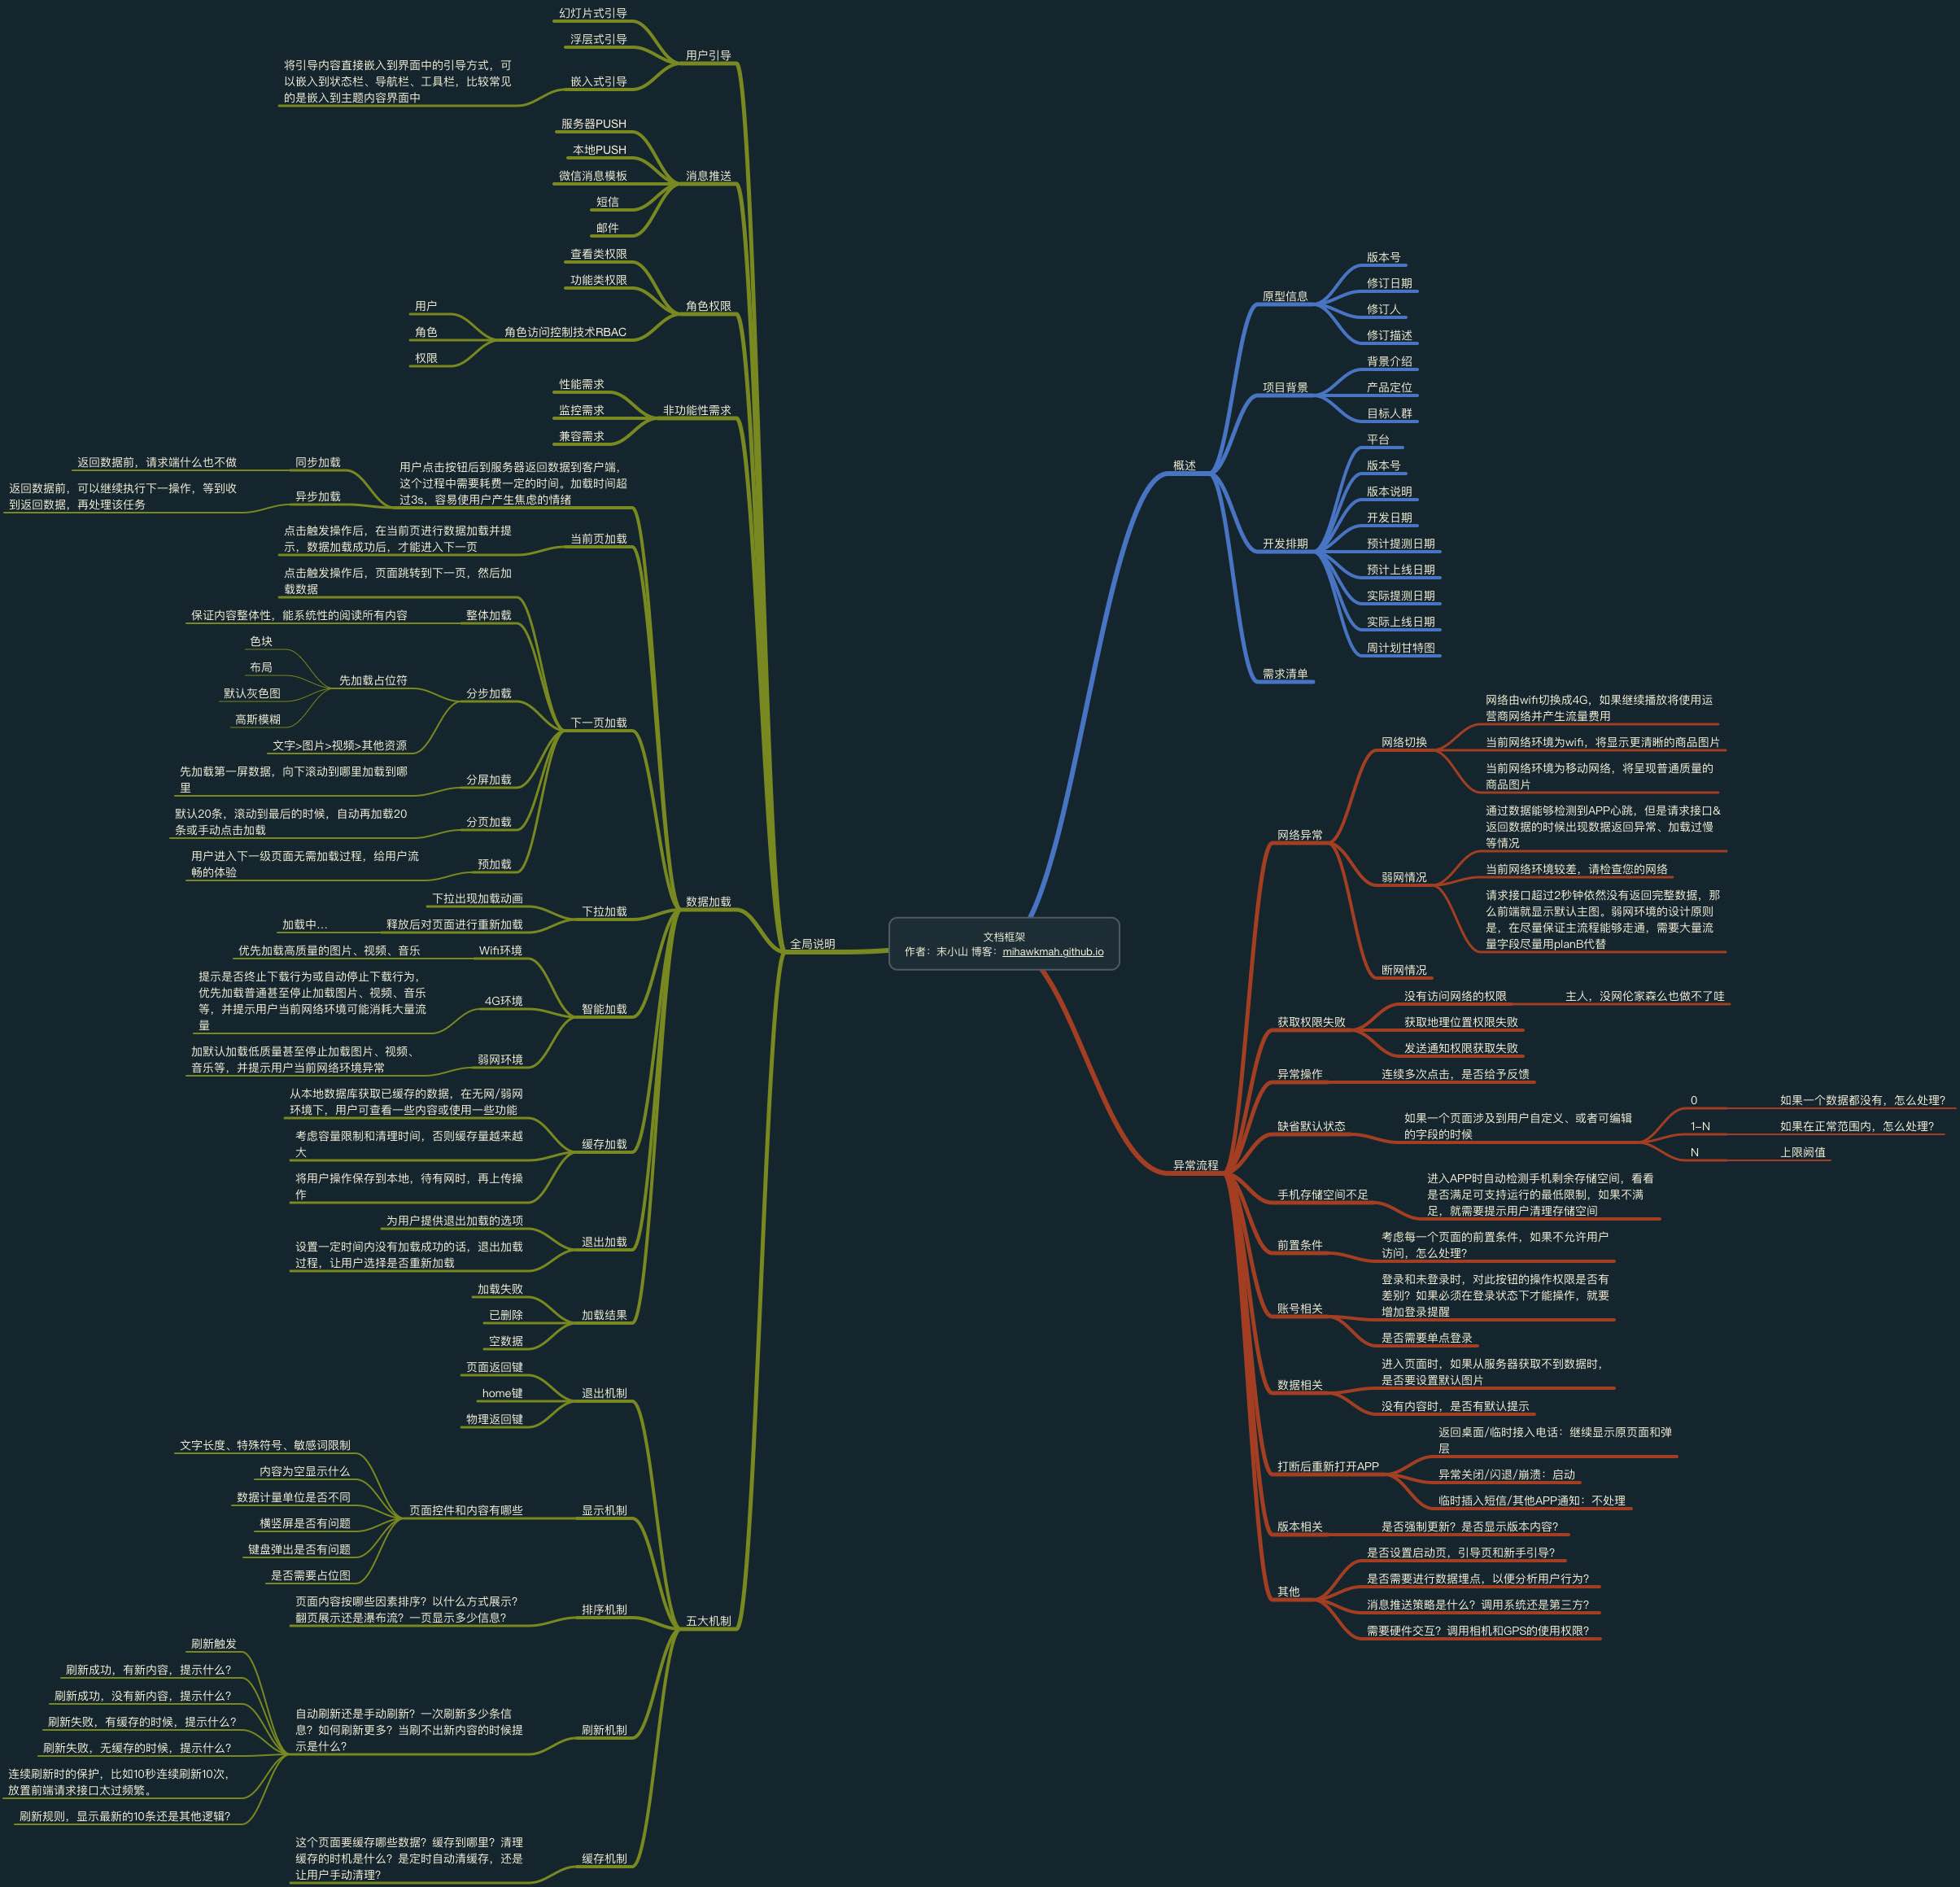 文档框架
作者：末小山 博客：mihawkmah.github.io
概述
原型信息
版本号
修订日期
修订人
修订描述
项目背景
背景介绍
产品定位
目标人群
开发排期
平台
版本号
版本说明
开发日期
预计提测日期
预计上线日期
实际提测日期
实际上线日期
周计划甘特图
需求清单
异常流程
网络异常
网络切换
网络由wifi切换成4G，如果继续播放将使用运
营商网络并产生流量费用
当前网络环境为wifi，将显示更清晰的商品图片
当前网络环境为移动网络，将呈现普通质量的
商品图片
弱网情况
通过数据能够检测到APP心跳，但是请求接口&
返回数据的时候出现数据返回异常、加载过慢
等情况
当前网络环境较差，请检查您的网络
请求接口超过2秒钟依然没有返回完整数据，那
么前端就显示默认主图。弱网环境的设计原则
是，在尽量保证主流程能够走通，需要大流
量字段尽量用planB代替
断网情况
获取权限失败
没有访问网络的权限
主人，没网伦家森么也做不了哇
获取地理位置权限失败
发送通知权限获取失败
异常操作
连续多次点击，是否给予反馈
缺省默认状态
如果一个页面涉及到用户自定义、或者可编辑
的字段的时候
0
如果一个数据都没有，怎么处理？
1-N
如果在正常范围内，怎么处理？
N
上限阙值
手机存储空间不足
进入APP时自动检测手机剩余存储空间，看看
是否满足可支持运行的最低限制，如果不满
足，就需要提示用户清理存储空间
前置条件
考虑每一个页面的前置条件，如果不允许用户
访问，怎么处理？
账号相关
登录和未登录时，对此按钮的操作权限是否有
差别？如果必须在登录状态下才能操作，就要
增加登录提醒
是否需要单点登录
数据相关
进入页面时，如果从服务器获取不到数据时，
是否要设置默认图片
没有内容时，是否有默认提示
打断后重新打开APP
返回桌面/临时接入电话：继续显示原页面和弹
层
异常关闭/闪退/崩溃：启动
临时插入短信/其他APP通知：不处理
版本相关
是否强制更新？是否显示版本内容？
其他
是否设置启动页，引导页和新手引导？
是否需要进行数据埋点，以便分析用户行为？
消息推送策略是什么？调用系统还是第三方？
需要硬件交互？调用相机和GPS的使用权限？
全局说明
用户引导
幻灯片式引导
浮层式引导
嵌入式引导
将引导内容直接嵌入到界面中的引导方式，可
以嵌入到状态栏、导航栏、工具栏，比较常见
的是嵌入到主题内容界面中
消息推送
服务器PUSH
本地PUSH
微信消息模板
短信
邮件
角色权限
查看类权限
功能类权限
角色访问控制技术RBAC
用户
角色
权限
非功能性需求
性能需求
监控需求
兼容需求
数据加载
用户点击按钮后到服务器返回数据到客户端，
这个过程中需要耗费一定的时间。加载时间超
过3s，容易使用户产生焦虑的情绪
同步加载
返回数据前，请求端什么也不做
异步加载
返回数据前，可以继续执行下一操作，等到收
到返回数据，再处理该任务
当前页加载
点击触发操作后，在当前页进行数据加载并提
示，数据加载成功后，才能进入下一页
下一页加载
点击触发操作后，页面跳转到下一页，然后加
载数据
整体加载
保证内容整体性，能系统性的阅读所有内容
分步加载
先加载占位符
色块
布局
默认灰色图
高斯模糊
文字>图片>视频>其他资源
分屏加载
先加载第一屏数据，向下滚动到哪里加载到哪
里
分页加载
默认20条，滚动到最后的时候，自动再加载20
条或手动点击加载
预加载
用户进入下一级页面无需加载过程，给用户流
畅的体验
下拉加载
下拉出现加载动画
释放后对页面进行重新加载
加载中...
智能加载
Wifi环境
优先加载高质量的图片、视频、音乐
4G环境
提示是否终止下载行为或自动停止下载行为，
优先加载普通甚至停止加载图片、视频、音乐
等，并提示用户当前网络环境可能消耗大量流
量
弱网环境
加默认加载低质量甚至停止加载图片、视频、
音乐等，并提示用户当前网络环境异常
缓存加载
从本地数据库获取已缓存的数据，在无网/弱网
环境下，用户可查看一些内容或使用一些功能
考虑容量限制和清理时间，否则缓存量越来越
大
将用户操作保存到本地，待有网时，再上传操
作
退出加载
为用户提供退出加载的选项
设置一定时间内没有加载成功的话，退出加载
过程，让用户选择是否重新加载
加载结果
加载失败
已删除
空数据
五大机制
退出机制
页面返回键
home键
物理返回键
显示机制
页面控件和内容有哪些
文字长度、特殊符号、敏感词限制
内容为空显示什么
数据计量单位是否不同
横竖屏是否有问题
键盘弹出是否有问题
是否需要占位图
排序机制
页面内容按哪些因素排序？以什么方式展示？
翻页展示还是瀑布流？一页显示多少信息？
刷新机制
自动刷新还是手动刷新？一次刷新多少条信
息？如何刷新更多？当刷不出新内容的时候提
示是什么？
刷新触发
刷新成功，有新内容，提示什么？
刷新成功，没有新内容，提示什么？
刷新失败，有缓存的时候，提示什么？
刷新失败，无缓存的时候，提示什么？
连续刷新时的保护，比如10秒连续刷新10次，
放置前端请求接口太过频繁。
刷新规则，显示最新的10条还是其他逻辑？
缓存机制
这个页面要缓存哪些数据？缓存到哪里？清理
缓存的时机是什么？是定时自动清缓存，还是
让用户手动清理？